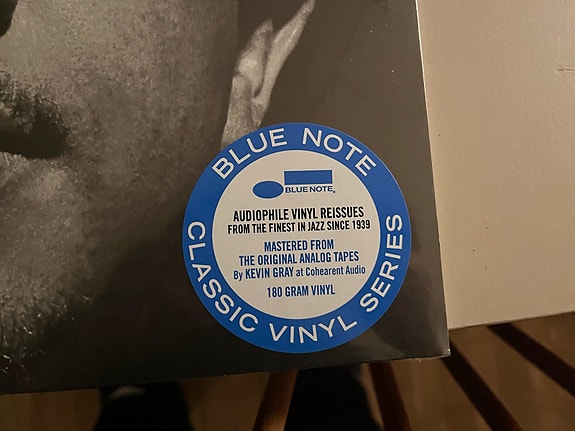 BLUE NOTE
BLUE NOTE®
AUDIOPHILE VINYL REISSUES
FROM THE FINEST IN JAZZ SINCE 1939
MASTERED FROM
THE ORIGINAL ANALOG TAPES
By KEVIN GRAY at Cohearent Audio
180 GRAM VINYL
CLASSIC VINYL SERIES